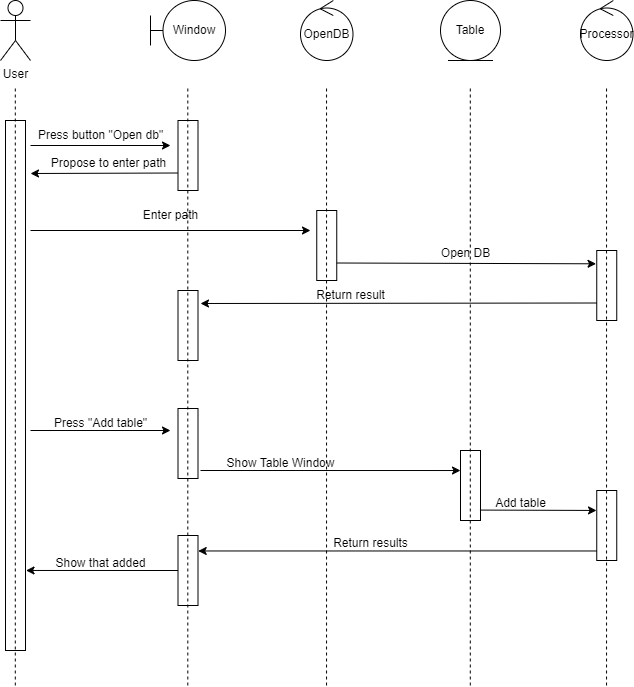 User
Window
OpenDB
Table
Processor
Press button "Open db"
Propose to enter path
Enter path
Open DB
Return result
Press "Add table"
Show Table Window
Add table
Return results
Show that added